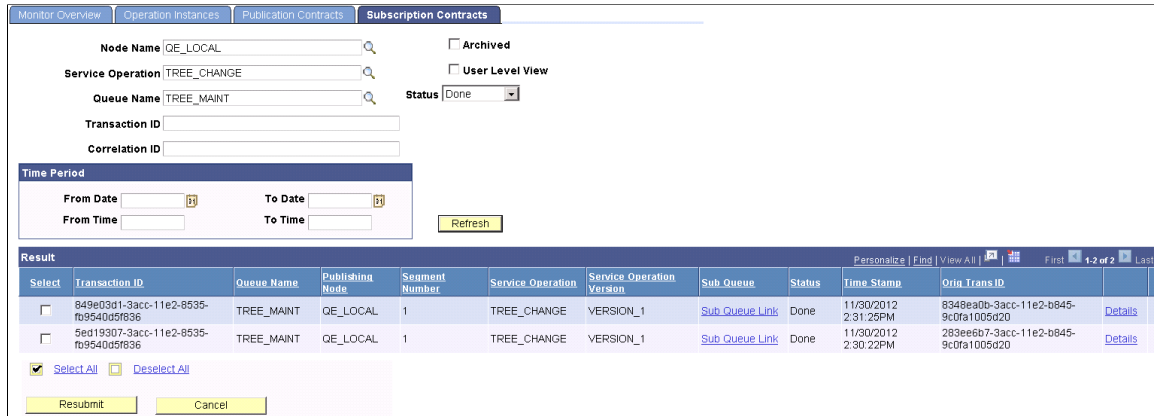 Monitor Overview Operation Instances Publication Contracts Subscription Contracts
Node Name QE_LOCAL Archived
Service Operation TREE_CHANGE User Level View
Queue Name TREE_MAINT Status Done
Transaction ID
Correlation ID
Time Period
From Date To Date
From Time To Time
Refresh
Result Personalize | Find | View All | | First 1-2 of 2 Last
Select Transaction ID Queue Name Publishing Node Segment Number Service Operation Service Operation Version Sub Queue Status Time Stamp Orig Trans ID
849e03d1-3acc-11e2-8535-fb9540d5f836 TREE_MAINT QE_LOCAL 1 TREE_CHANGE VERSION_1 Sub Queue Link Done 11/30/2012 2:31:25PM 8348ea0b-3acc-11e2-b845-9c0fa1005d20 Details
5ed19307-3acc-11e2-8535-fb9540d5f836 TREE_MAINT QE_LOCAL 1 TREE_CHANGE VERSION_1 Sub Queue Link Done 11/30/2012 2:30:22PM 283ee6b7-3acc-11e2-b845-9c0fa1005d20 Details
Select All Deselect All
Resubmit Cancel